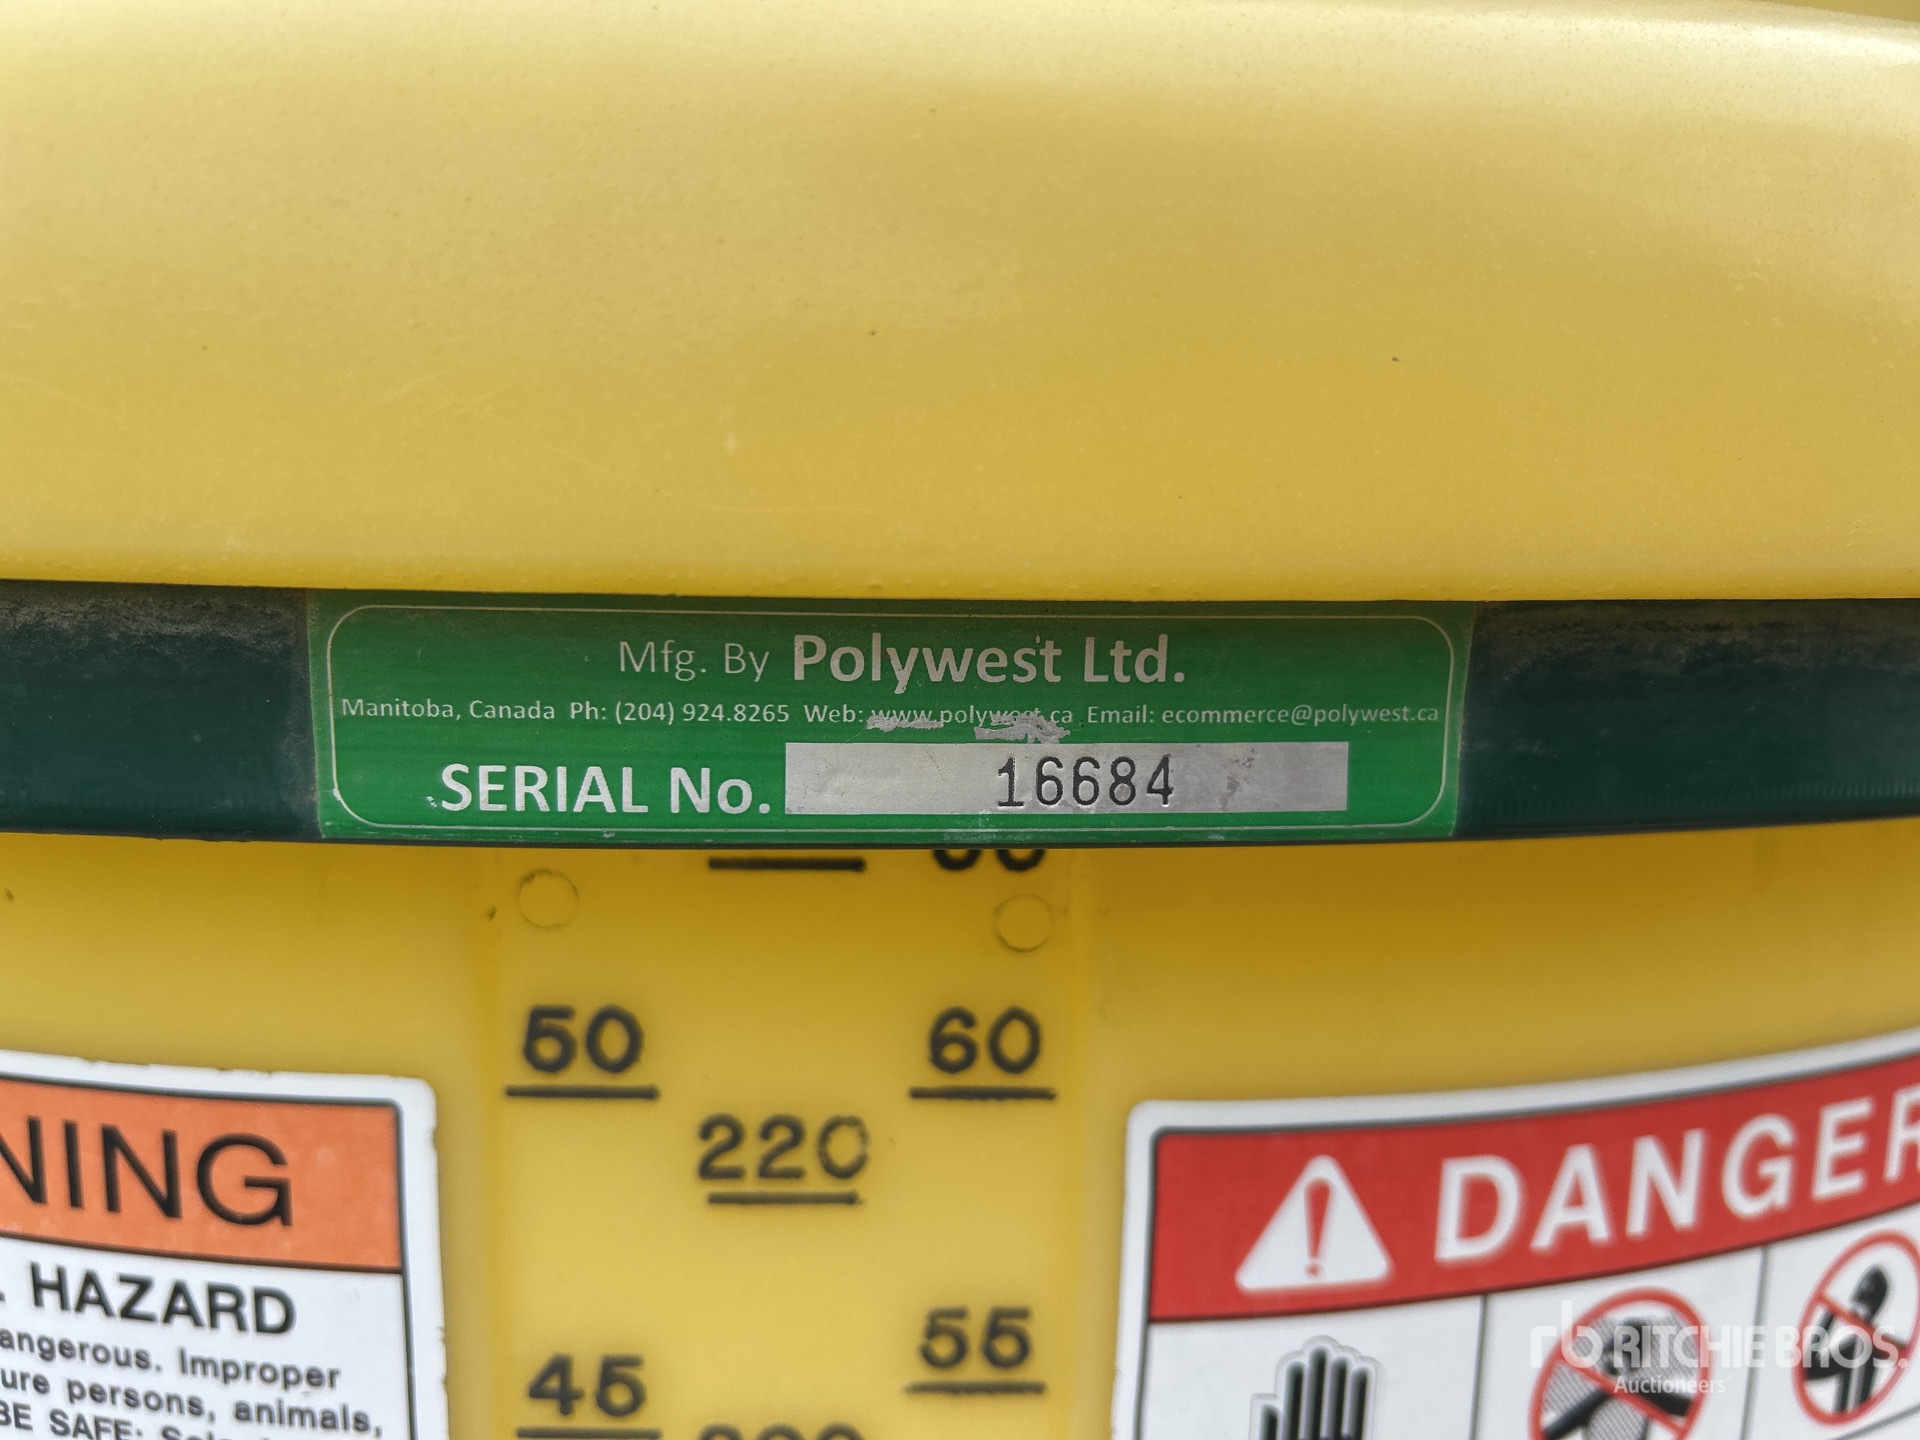 Mfg. By Polywest Ltd.
Manitoba, Canada Ph: (204) 924.8265 Web: www.polywest.ca Email: ecommerce@polywest.ca
SERIAL No. 16684
50
60
220
55
45
NING
HAZARD
angerous. Improper
ure persons, animals,
BE SAFE:
DANGER
rb RITCHIE BROS.
Auctioneers